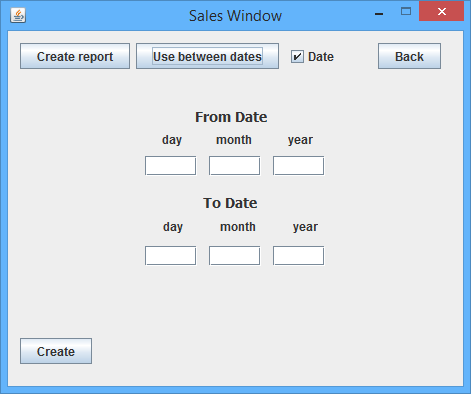 Sales Window
Create report Use between dates Date Back
From Date
day month year
To Date
day month year
Create